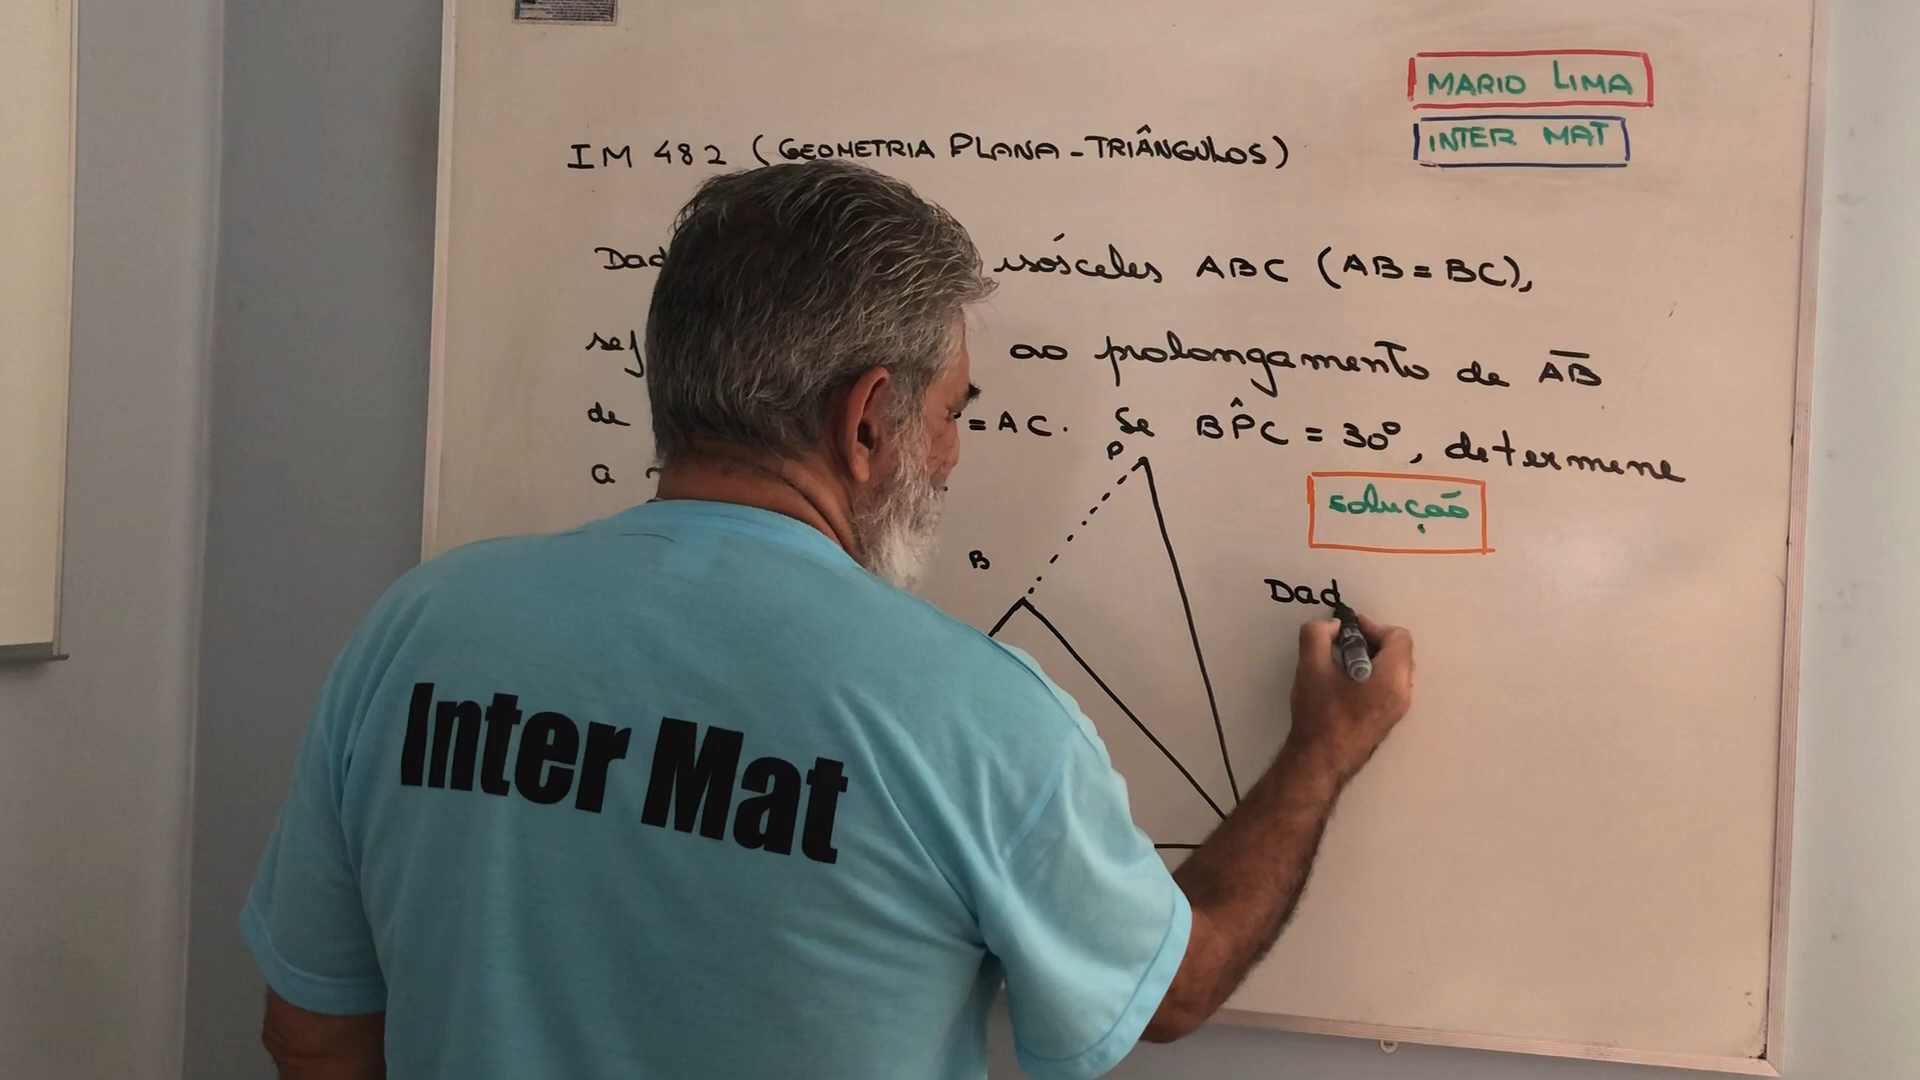 MARIO LIMA
INTER MAT
IM 482 (GEOMETRIA PLANA - TRIÂNGULOS)
Dad isósceles ABC (AB = BC),
sej ao prolongamento de AB
de = AC. Se BP̂C = 30°, determine
a
P
solução
B
Dad
Inter Mat